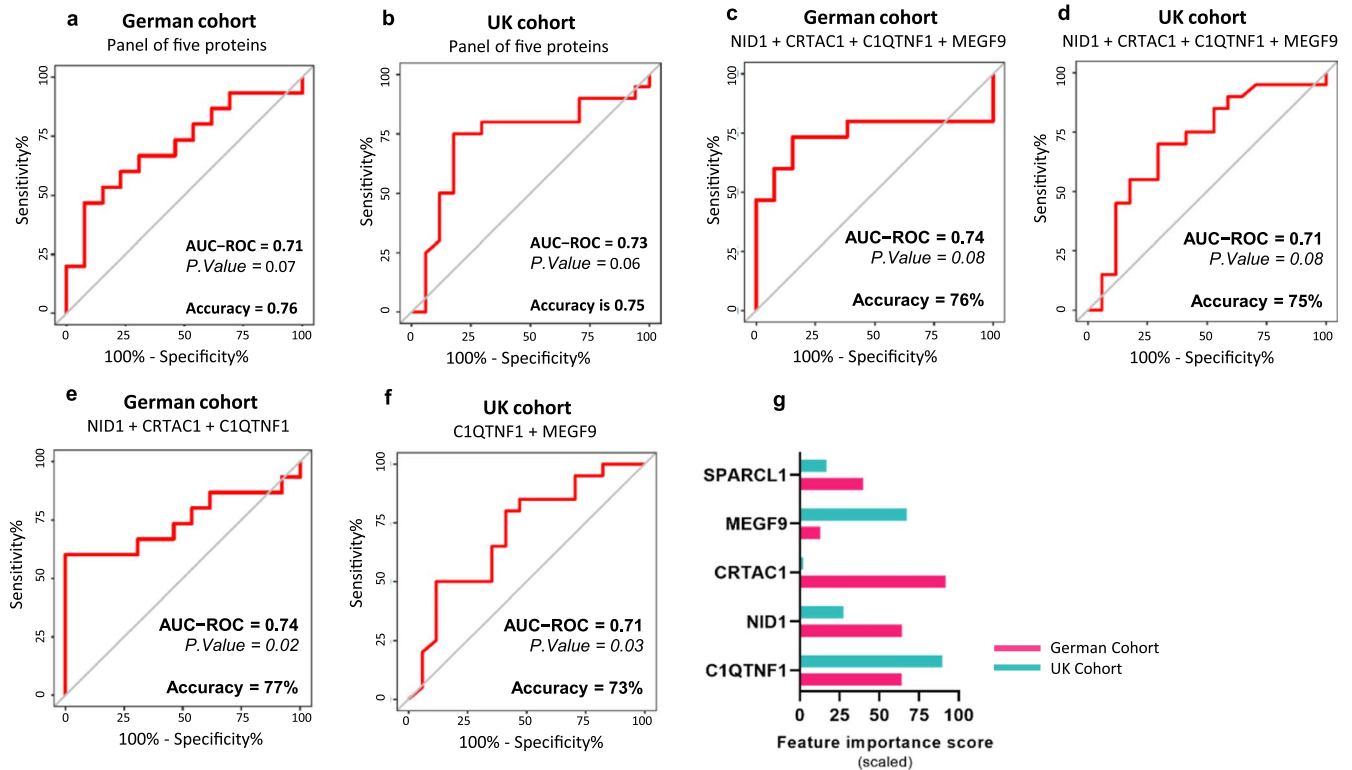 a
German cohort
Panel of five proteins
Sensitivity%
100
75
50
25
0
AUC−ROC = 0.71
P.Value = 0.07
Accuracy = 0.76
0 25 50 75 100
100% - Specificity%
b
UK cohort
Panel of five proteins
Sensitivity%
100
75
50
25
0
AUC−ROC = 0.73
P.Value = 0.06
Accuracy is 0.75
0 25 50 75 100
100% - Specificity%
c
German cohort
NID1 + CRTAC1 + C1QTNF1 + MEGF9
Sensitivity%
100
75
50
25
0
AUC−ROC = 0.74
P.Value = 0.08
Accuracy = 76%
0 25 50 75 100
100% - Specificity%
d
UK cohort
NID1 + CRTAC1 + C1QTNF1 + MEGF9
Sensitivity%
100
75
50
25
0
AUC−ROC = 0.71
P.Value = 0.08
Accuracy = 75%
0 25 50 75 100
100% - Specificity%
e
German cohort
NID1 + CRTAC1 + C1QTNF1
Sensitivity%
100
75
50
25
0
AUC−ROC = 0.74
P.Value = 0.02
Accuracy = 77%
0 25 50 75 100
100% - Specificity%
f
UK cohort
C1QTNF1 + MEGF9
Sensitivity%
100
75
50
25
0
AUC−ROC = 0.71
P.Value = 0.03
Accuracy = 73%
0 25 50 75 100
100% - Specificity%
g
SPARCL1
MEGF9
CRTAC1
NID1
C1QTNF1
0 25 50 75 100
Feature importance score
(scaled)
German Cohort
UK Cohort